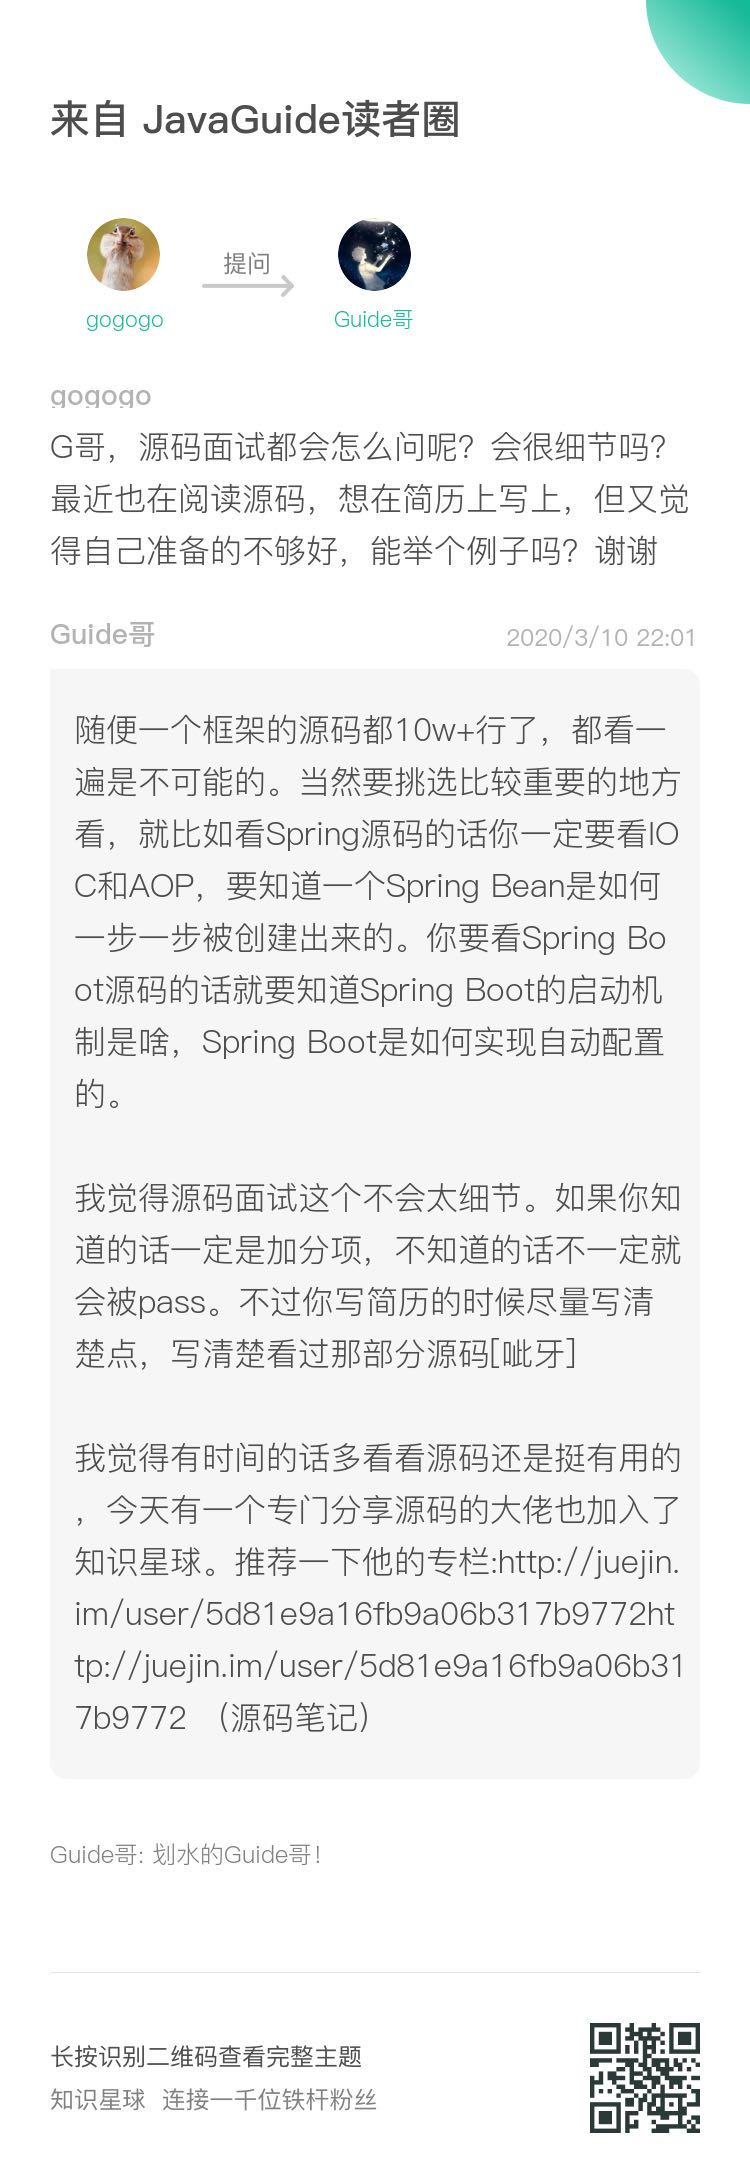 来自 JavaGuide读者圈
提问
gogogo
Guide哥
gogogo
G哥，源码面试都会怎么问呢？会很细节吗？
最近也在阅读源码，想在简历上写上，但又觉
得自己准备的不够好，能举个例子吗？谢谢
Guide哥
2020/3/10 22:01
随便一个框架的源码都10w+行了，都看一
遍是不可能的。当然要挑选比较重要的地方
看，就比如看Spring源码的话你一定要看IO
C和AOP，要知道一个Spring Bean是如何
一步一步被创建出来的。你要看Spring Bo
ot源码的话就要知道Spring Boot的启动机
制是啥，Spring Boot是如何实现自动配置
的。
我觉得源码面试这个不会太细节。如果你知
道的话一定是加分项，不知道的话不一定就
会被pass。不过你写简历的时候尽量写清
楚点，写清楚看过那部分源码[呲牙]
我觉得有时间的话多看看源码还是挺有用的
，今天有一个专门分享源码的大佬也加入了
知识星球。推荐一下他的专栏:http://juejin.
im/user/5d81e9a16fb9a06b317b9772ht
tp://juejin.im/user/5d81e9a16fb9a06b31
7b9772 （源码笔记）
Guide哥: 划水的Guide哥！
长按识别二维码查看完整主题
知识星球 连接一千位铁杆粉丝